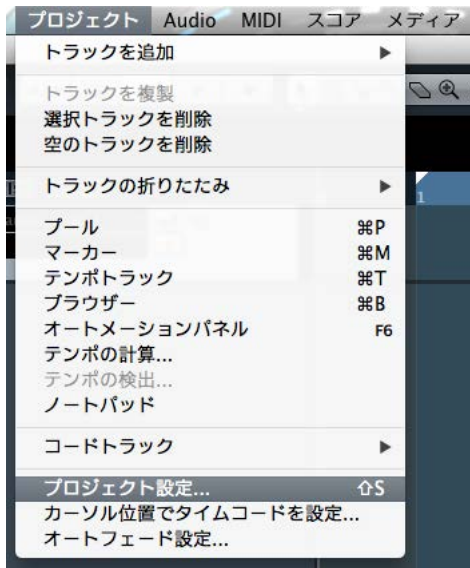 プロジェクト Audio MIDI スコア メディア
トラックを追加 ▶
トラックを複製
選択トラックを削除
空のトラックを削除
トラックの折りたたみ ▶
プール ⌘P
マーカー ⌘M
テンポトラック ⌘T
ブラウザー ⌘B
オートメーションパネル F6
テンポの計算...
テンポの検出...
ノートパッド
コードトラック ▶
プロジェクト設定... ⇧S
カーソル位置でタイムコードを設定...
オートフェード設定...
1